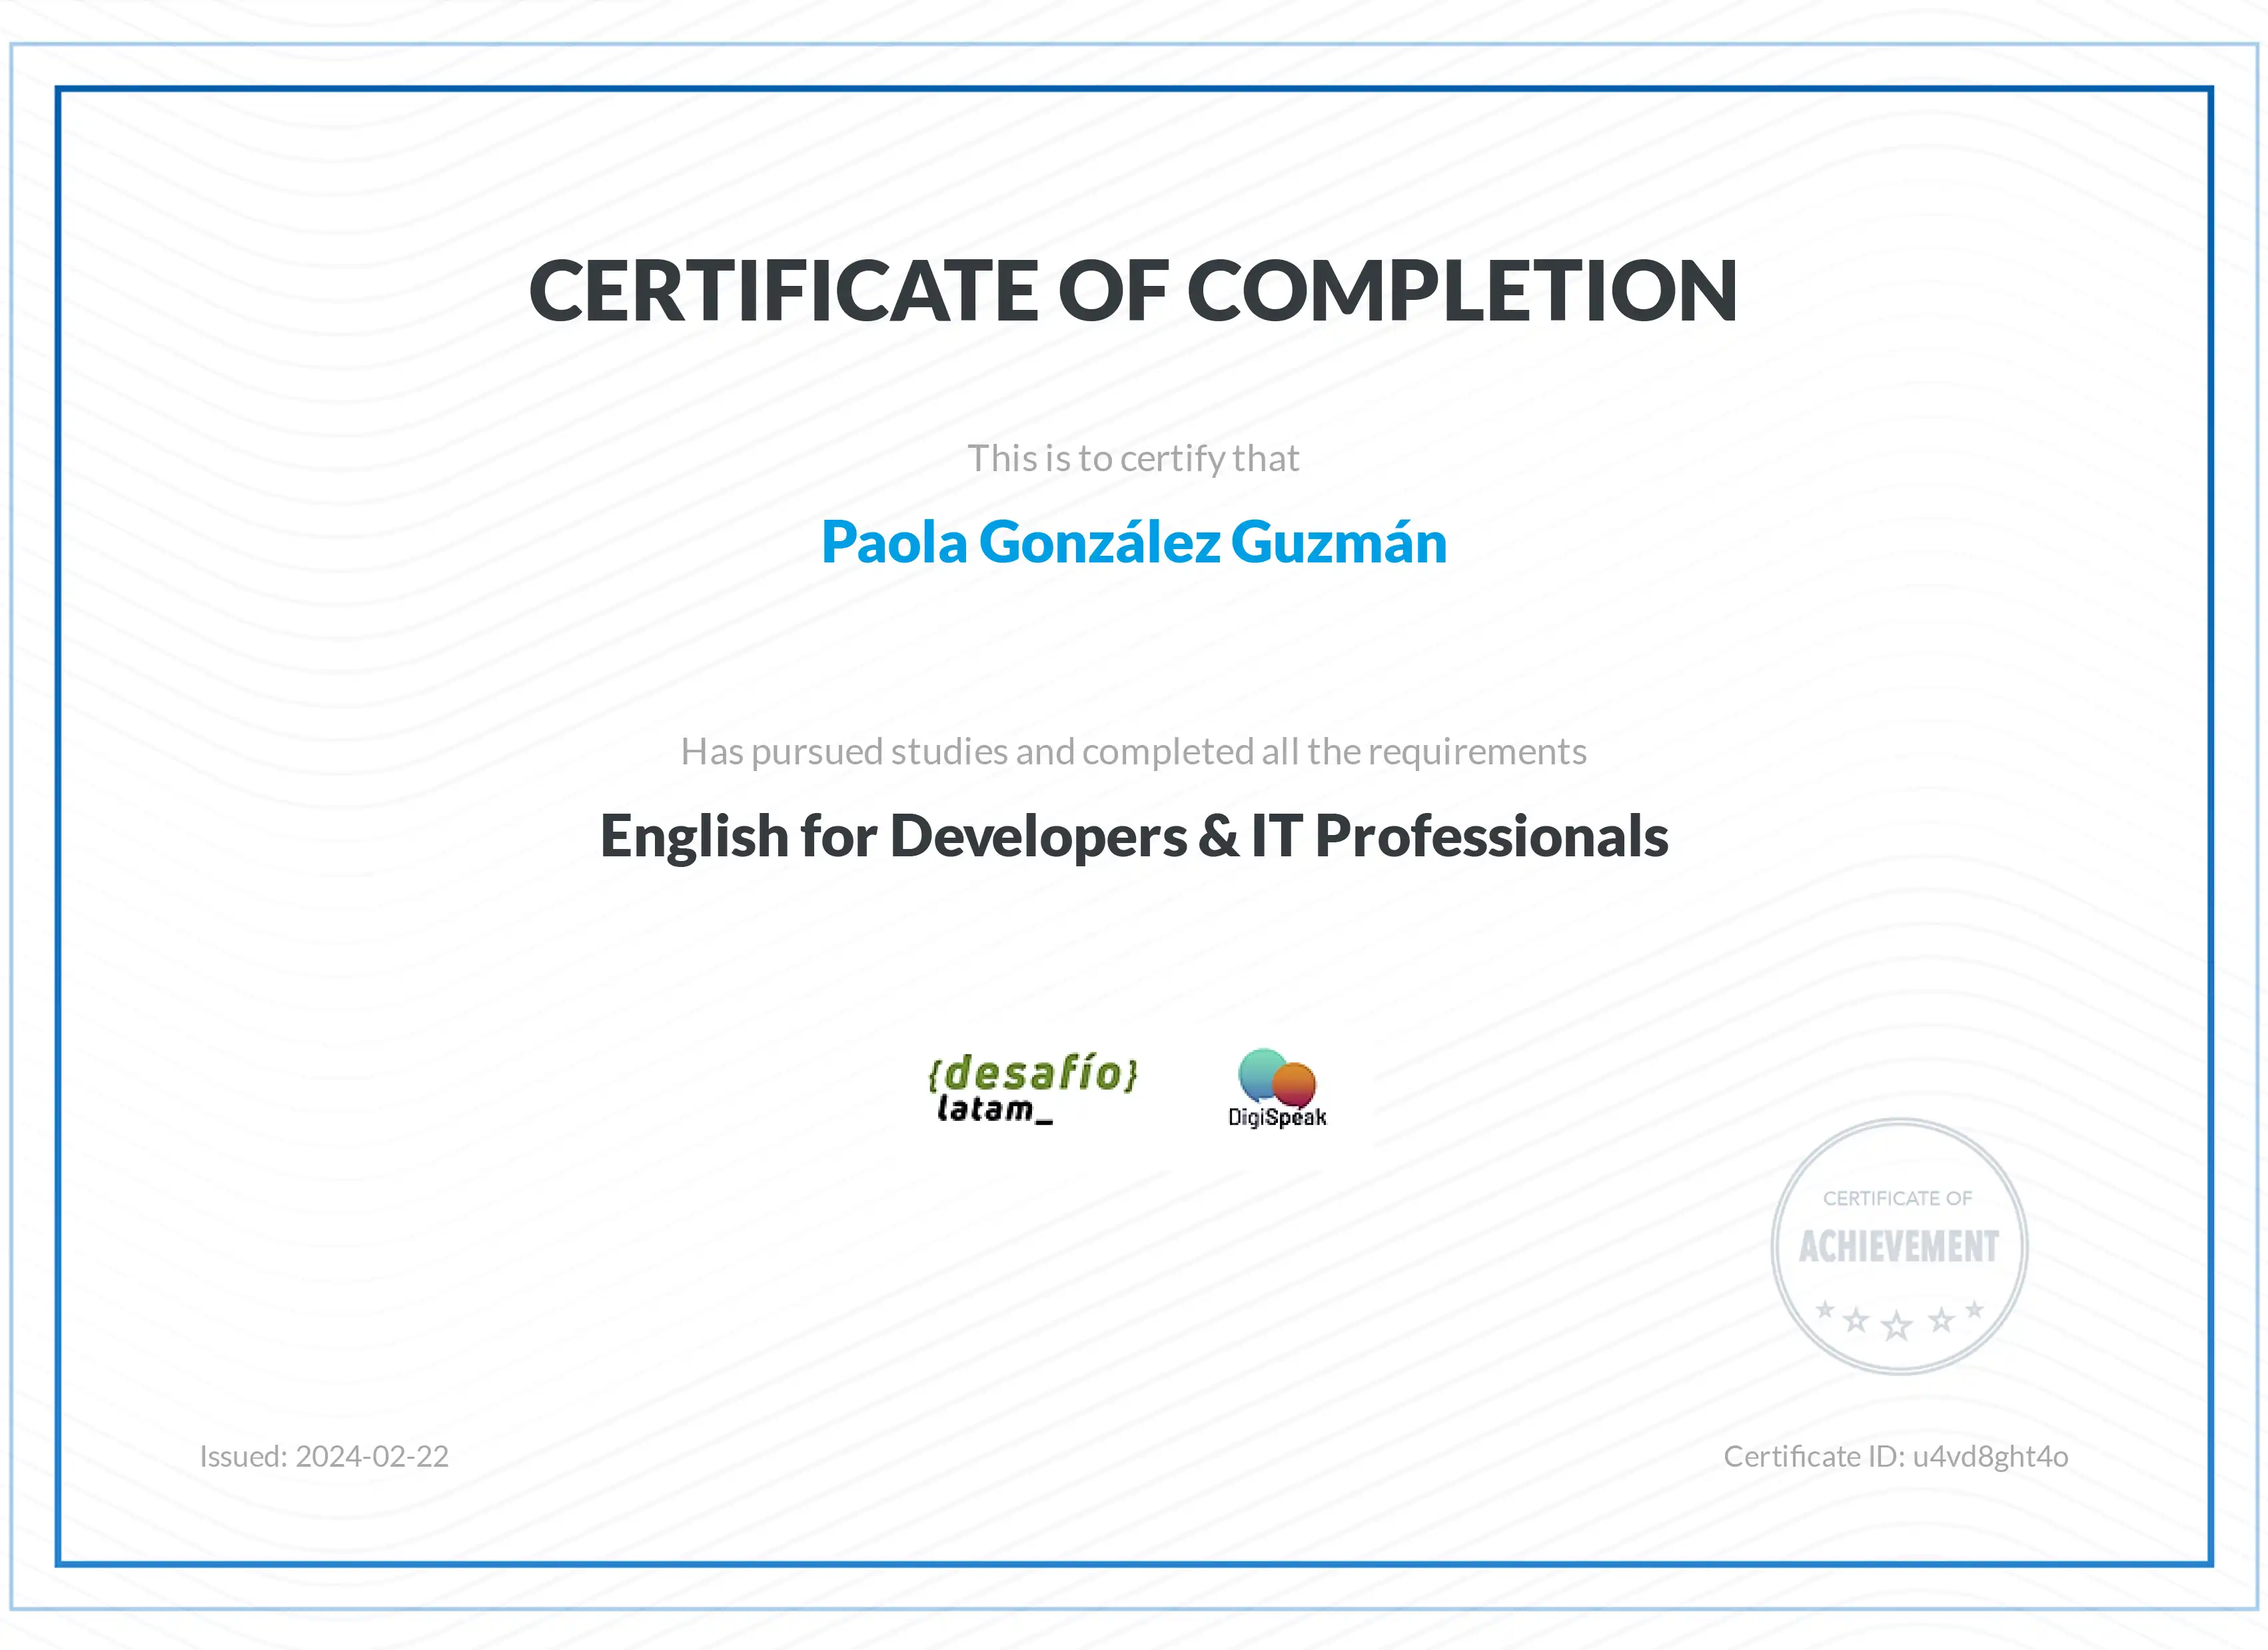 CERTIFICATE OF COMPLETION
This is to certify that
Paola González Guzmán
Has pursued studies and completed all the requirements
English for Developers & IT Professionals
{desafío}
latam_
DigiSpeak
CERTIFICATE OF
ACHIEVEMENT
Issued: 2024-02-22
Certificate ID: u4vd8ght4o